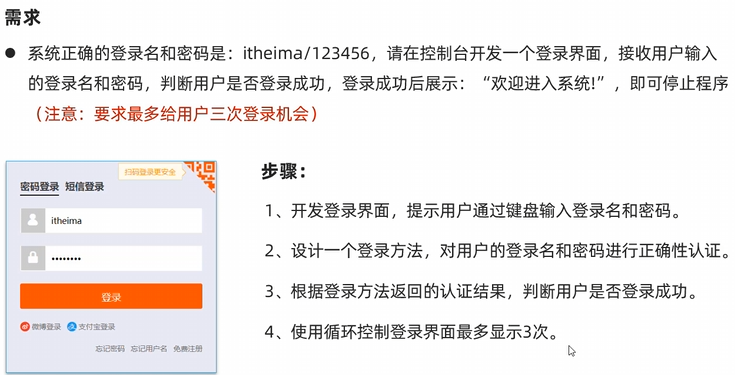 需求
● 系统正确的登录名和密码是：itheima/123456，请在控制台开发一个登录界面，接收用户输入
的登录名和密码，判断用户是否登录成功，登录成功后展示：“欢迎进入系统!”，即可停止程序
（注意：要求最多给用户三次登录机会）
扫码登录更安全
密码登录 短信登录
itheima
••••••••
登录
微博登录 支付宝登录
忘记密码 忘记用户名 免费注册
步骤：
1、开发登录界面，提示用户通过键盘输入登录名和密码。
2、设计一个登录方法，对用户的登录名和密码进行正确性认证。
3、根据登录方法返回的认证结果，判断用户是否登录成功。
4、使用循环控制登录界面最多显示3次。